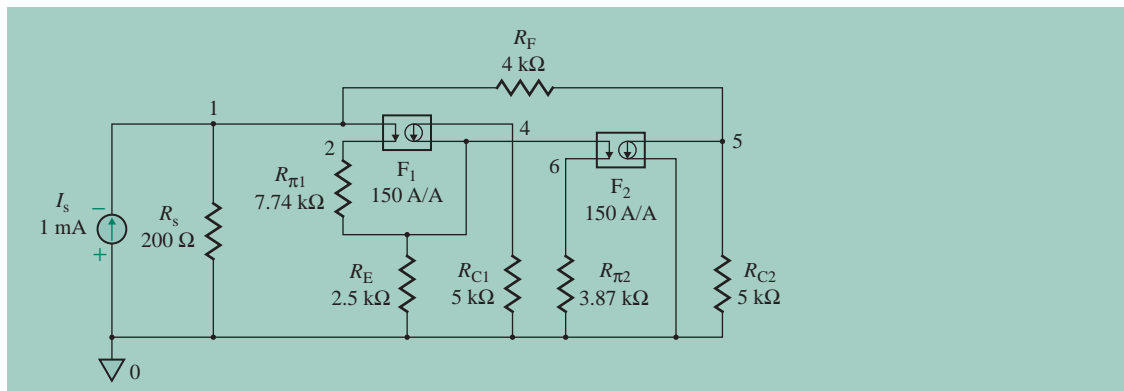 R_F
4 kΩ
1
4
2
F_1
150 A/A
5
6
F_2
150 A/A
R_π1
7.74 kΩ
I_s
1 mA
−
+
R_s
200 Ω
R_E
2.5 kΩ
R_C1
5 kΩ
R_π2
3.87 kΩ
R_C2
5 kΩ
0